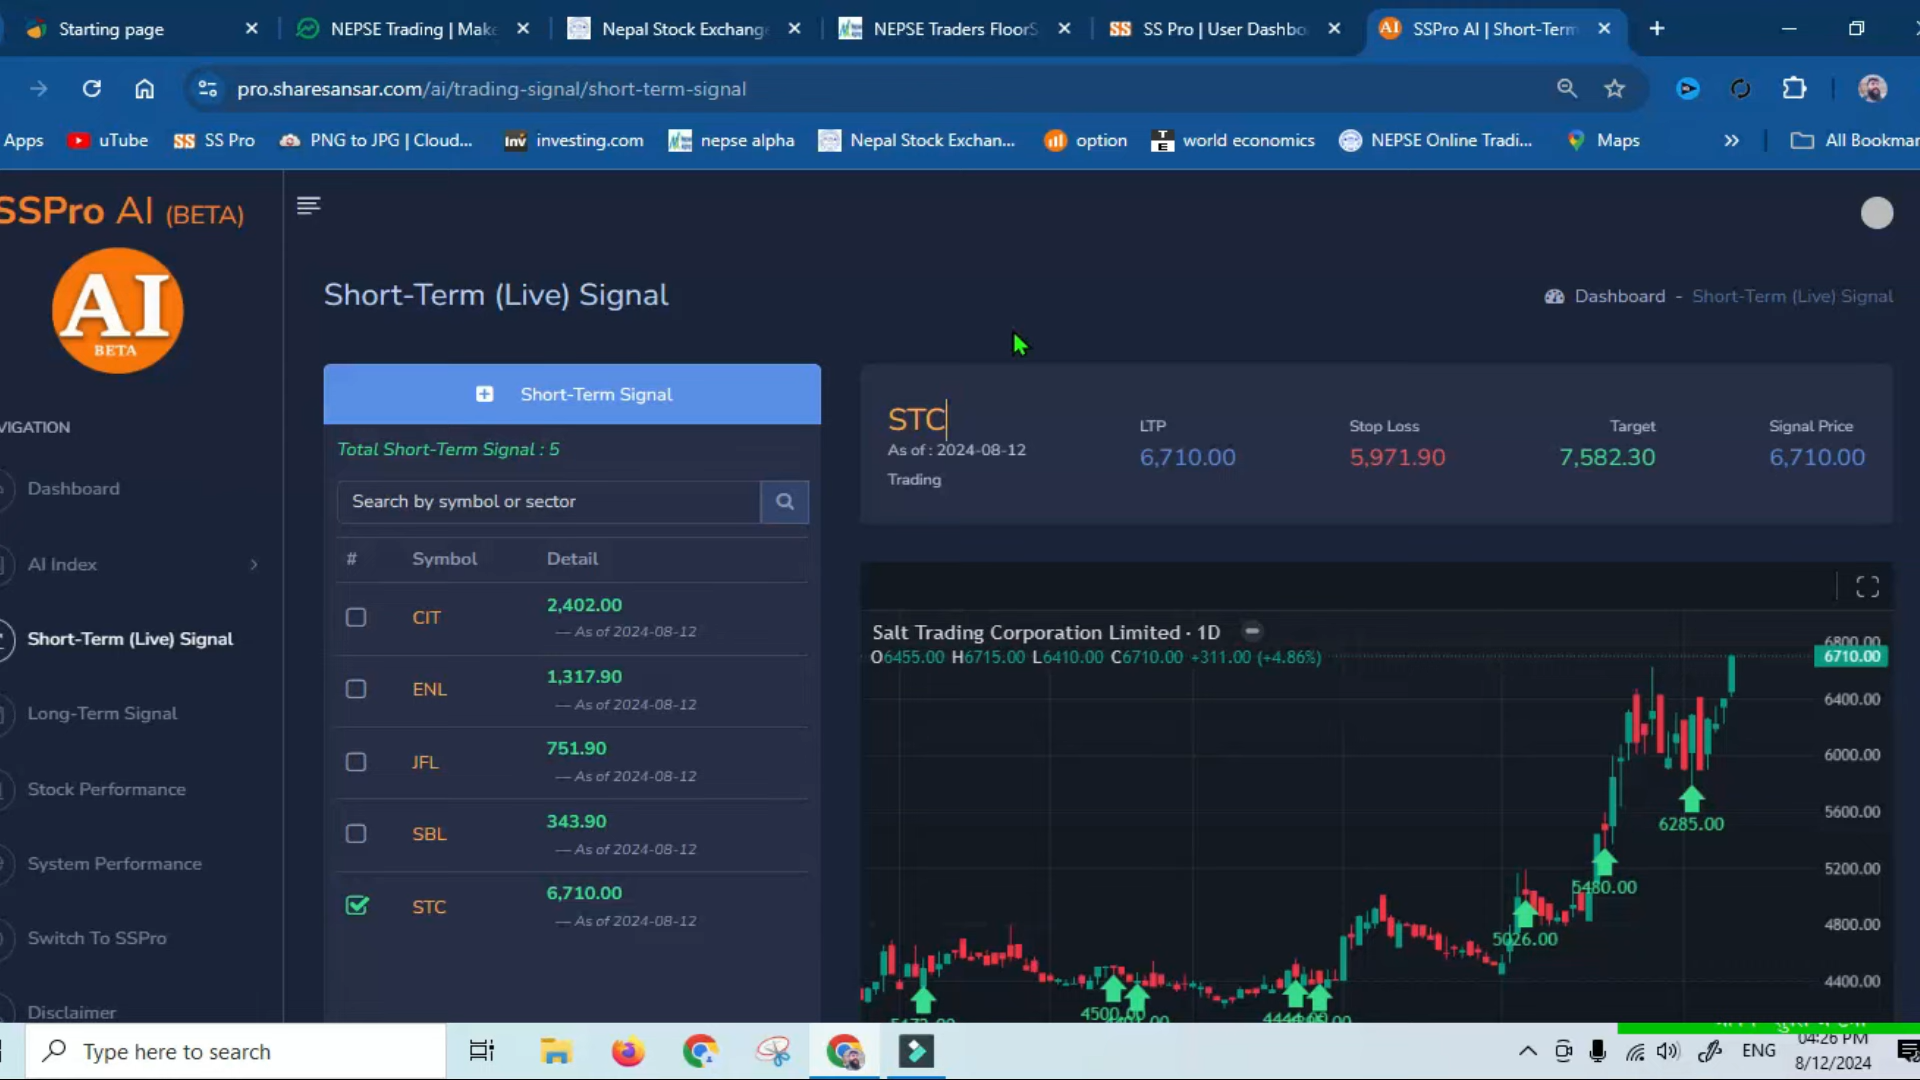 Starting page
NEPSE Trading | Make
Nepal Stock Exchang
NEPSE Traders FloorS
SS Pro | User Dashbo
SSPro AI | Short-Term
pro.sharesansar.com/ai/trading-signal/short-term-signal
Apps
uTube
SS Pro
PNG to JPG | Cloud...
investing.com
nepse alpha
Nepal Stock Exchan...
option
world economics
NEPSE Online Tradi...
Maps
All Bookmar
SSPro AI (BETA)
AI
BETA
VIGATION
Dashboard
AI Index
Short-Term (Live) Signal
Long-Term Signal
Stock Performance
System Performance
Switch To SSPro
Disclaimer
Short-Term (Live) Signal
Dashboard - Short-Term (Live) Signal
Short-Term Signal
Total Short-Term Signal : 5
Search by symbol or sector
# Symbol Detail
CIT 2,402.00
— As of 2024-08-12
ENL 1,317.90
— As of 2024-08-12
JFL 751.90
— As of 2024-08-12
SBL 343.90
— As of 2024-08-12
STC 6,710.00
— As of 2024-08-12
STC
As of : 2024-08-12
Trading
LTP
6,710.00
Stop Loss
5,971.90
Target
7,582.30
Signal Price
6,710.00
Salt Trading Corporation Limited · 1D
O6455.00 H6715.00 L6410.00 C6710.00 +311.00 (+4.86%)
6800.00
6710.00
6400.00
6000.00
5600.00
5200.00
4800.00
4400.00
6285.00
5480.00
5026.00
4500.00
Type here to search
ENG
04:26 PM
8/12/2024